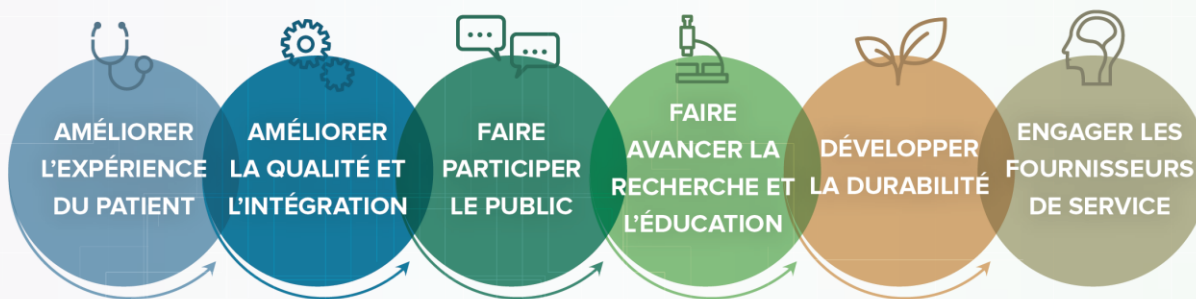 AMÉLIORER
L'EXPÉRIENCE
DU PATIENT
AMÉLIORER
LA QUALITÉ ET
L'INTÉGRATION
FAIRE
PARTICIPER
LE PUBLIC
FAIRE
AVANCER LA
RECHERCHE ET
L'ÉDUCATION
DÉVELOPPER
LA DURABILITÉ
ENGAGER LES
FOURNISSEURS
DE SERVICE